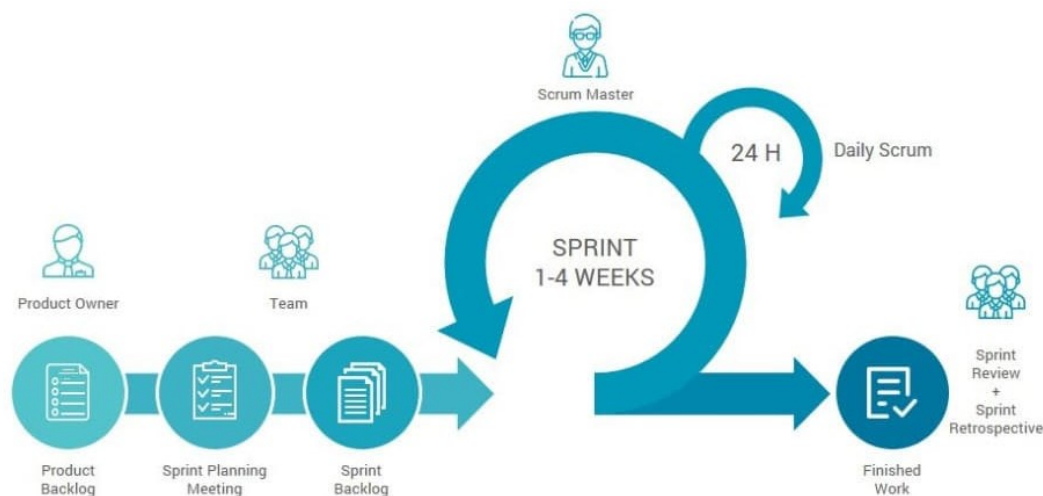 Scrum Master
24 H
Daily Scrum
SPRINT
1-4 WEEKS
Product Owner
Team
Sprint
Review
+
Sprint
Retrospective
Product
Backlog
Sprint Planning
Meeting
Sprint
Backlog
Finished
Work